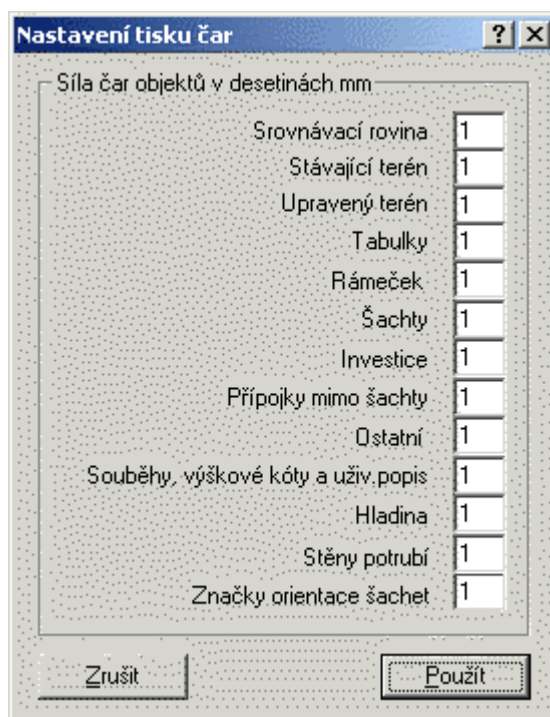 Nastavení tisku čar
Síla čar objektů v desetinách mm
Srovnávací rovina 1
Stávající terén 1
Upravený terén 1
Tabulky 1
Rámeček 1
Šachty 1
Investice 1
Přípojky mimo šachty 1
Ostatní 1
Souběhy, výškové kóty a uživ.popis 1
Hladina 1
Stěny potrubí 1
Značky orientace šachet 1
Zrušit Použít